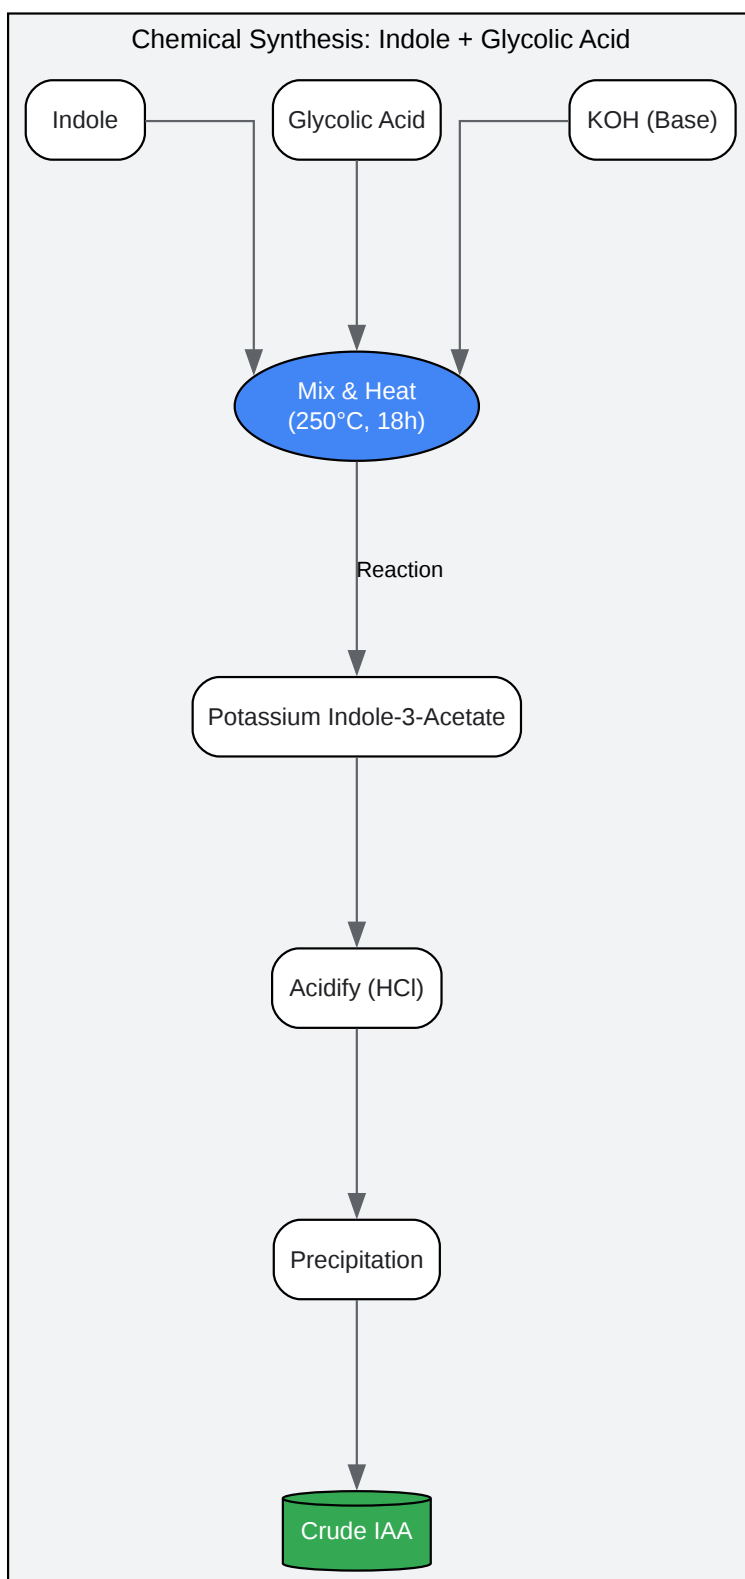 Chemical Synthesis: Indole + Glycolic Acid
Indole
Glycolic Acid
KOH (Base)
Mix & Heat
(250°C, 18h)
Reaction
Potassium Indole-3-Acetate
Acidify (HCl)
Precipitation
Crude IAA